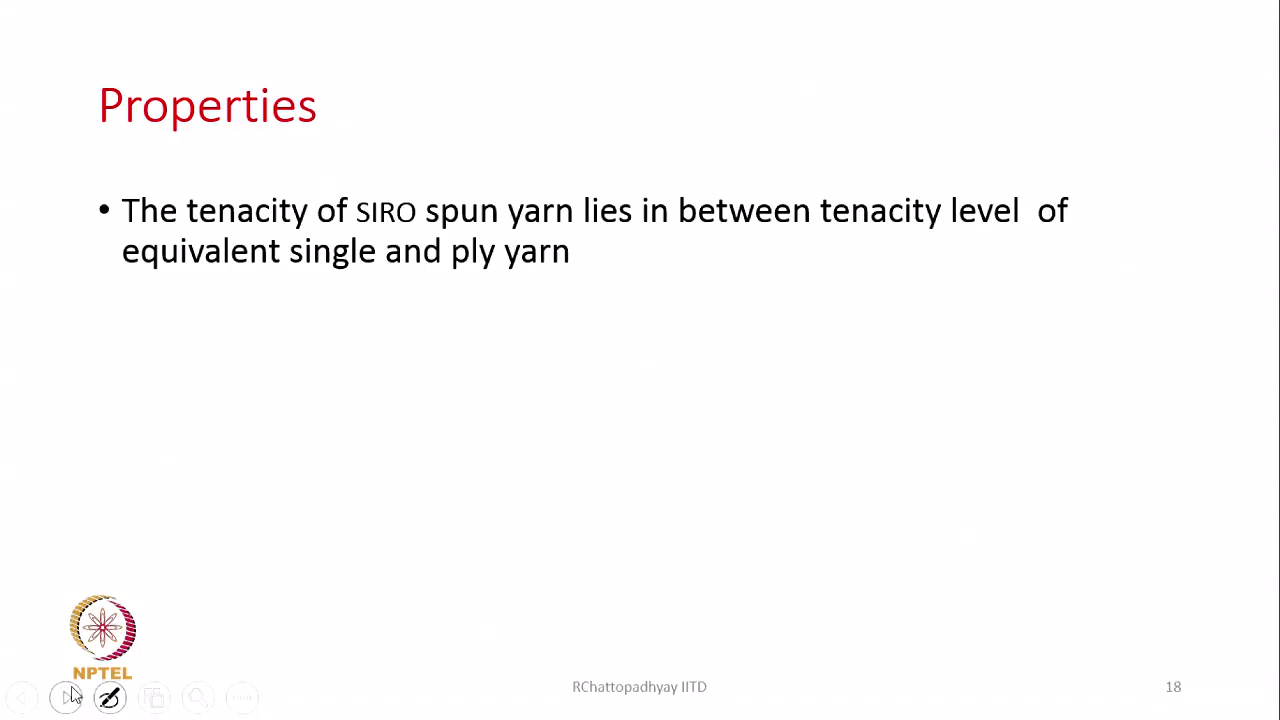 Properties
• The tenacity of SIRO spun yarn lies in between tenacity level of
equivalent single and ply yarn
NPTEL
RChattopadhyay IITD
18